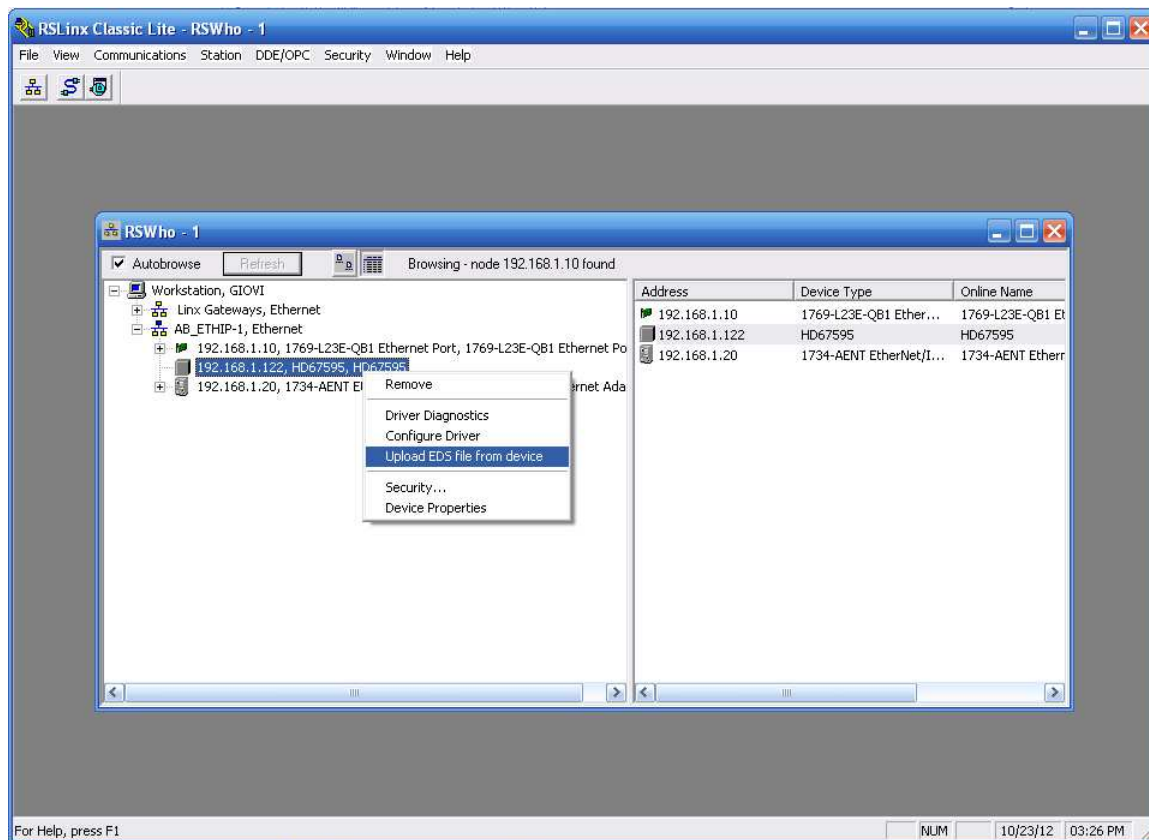 RSLinx Classic Lite - RSWho - 1
File View Communications Station DDE/OPC Security Window Help
RSWho - 1
Autobrowse Refresh Browsing - node 192.168.1.10 found
Workstation, GIOVI
Linx Gateways, Ethernet
AB_ETHIP-1, Ethernet
192.168.1.10, 1769-L23E-QB1 Ethernet Port, 1769-L23E-QB1 Ethernet Po
192.168.1.122, HD67595, HD67595
192.168.1.20, 1734-AENT ernet Ada
Remove
Driver Diagnostics
Configure Driver
Upload EDS file from device
Security...
Device Properties
Address Device Type Online Name
192.168.1.10 1769-L23E-QB1 Ether... 1769-L23E-QB1 Et
192.168.1.122 HD67595 HD67595
192.168.1.20 1734-AENT EtherNet/I... 1734-AENT Ethern
For Help, press F1 NUM 10/23/12 03:26 PM